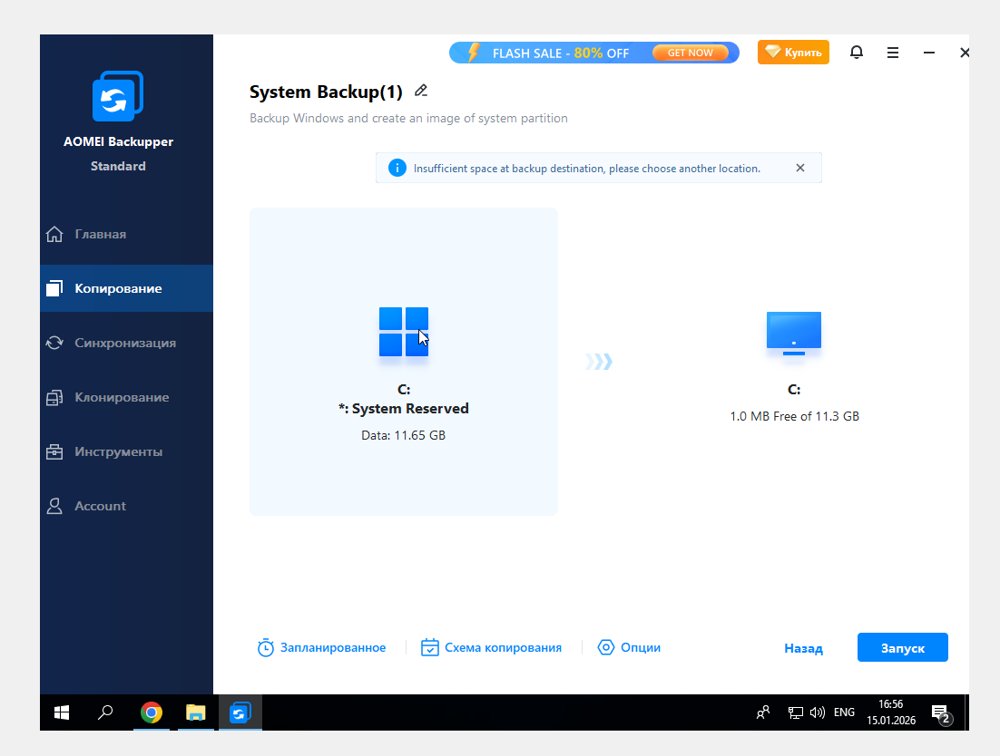 FLASH SALE - 80% OFF GET NOW
Купить
AOMEI Backupper
Standard
Главная
Копирование
Синхронизация
Клонирование
Инструменты
Account
System Backup(1)
Backup Windows and create an image of system partition
Insufficient space at backup destination, please choose another location.
C:
*: System Reserved
Data: 11.65 GB
C:
1.0 MB Free of 11.3 GB
Запланированное
Схема копирования
Опции
Назад
Запуск
ENG
16:56
15.01.2026
2